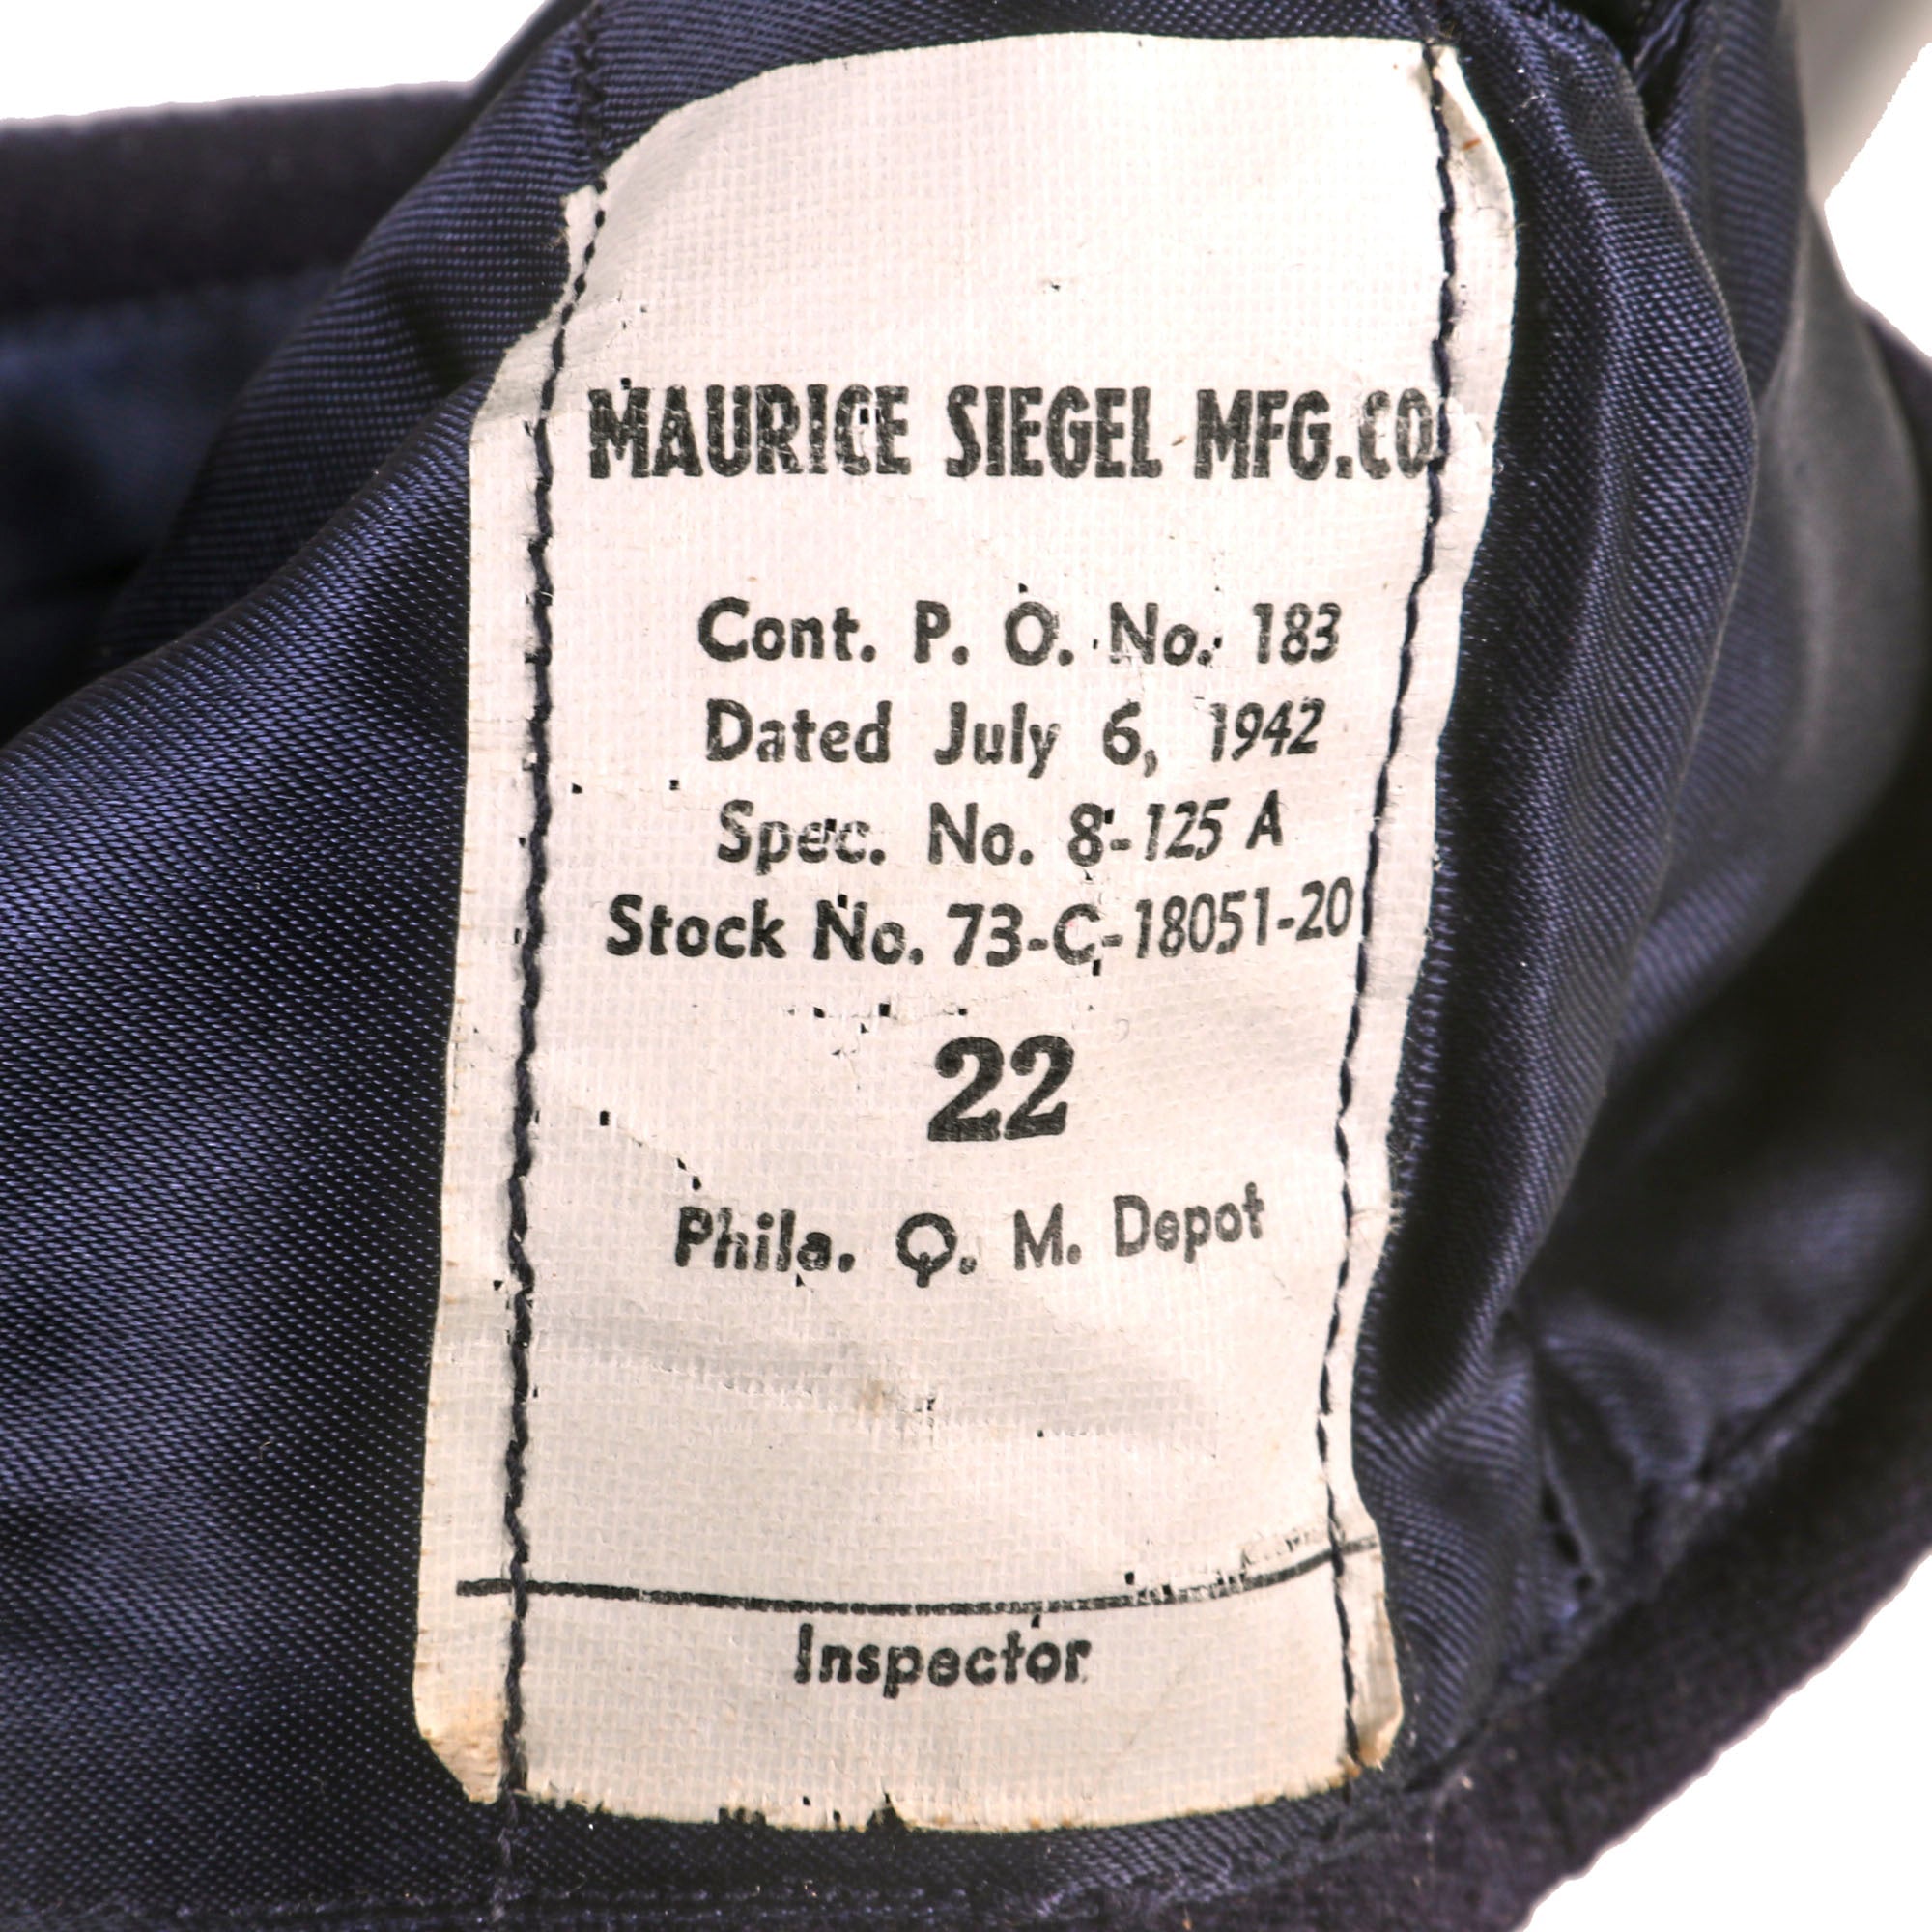 MAURICE SIEGEL MFG.CO.
Cont. P. O. No. 183
Dated July 6, 1942
Spec. No. 8-125 A
Stock No. 73-C-18051-20
22
Phila. Q. M. Depot
Inspector